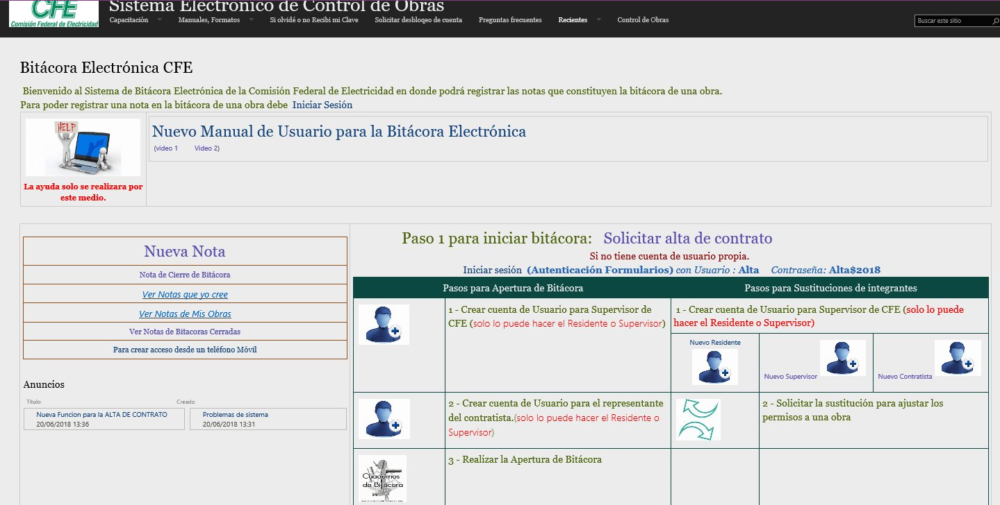 CFE
Comisión Federal de Electricidad
Sistema Electrónico de Control de Obras
Capacitación
Manuales, Formatos
Si olvidé o no Recibí mi Clave
Solicitar desbloqeo de cuenta
Preguntas frecuentes
Recientes
Control de Obras
Buscar este sitio
Bitácora Electrónica CFE
Bienvenido al Sistema de Bitácora Electrónica de la Comisión Federal de Electricidad en donde podrá registrar las notas que constituyen la bitácora de una obra.
Para poder registrar una nota en la bitácora de una obra debe Iniciar Sesión
HELP
La ayuda solo se realizara por
este medio.
Nuevo Manual de Usuario para la Bitácora Electrónica
(video 1 Video 2)
Nueva Nota
Nota de Cierre de Bitácora
Ver Notas que yo cree
Ver Notas de Mis Obras
Ver Notas de Bitacoras Cerradas
Para crear acceso desde un teléfono Móvil
Anuncios
Título Creado
Nueva Funcion para la ALTA DE CONTRATO
20/06/2018 13:36
Problemas de sistema
20/06/2018 13:31
Paso 1 para iniciar bitácora: Solicitar alta de contrato
Si no tiene cuenta de usuario propia.
Iniciar sesión (Autenticación Formularios) con Usuario : Alta Contraseña: Alta$2018
Pasos para Apertura de Bitácora
Pasos para Sustituciones de integrantes
1 - Crear cuenta de Usuario para Supervisor de
CFE (solo lo puede hacer el Residente o Supervisor)
1 - Crear cuenta de Usuario para Supervisor de CFE (solo lo puede
hacer el Residente o Supervisor)
Nuevo Residente
Nuevo Supervisor
Nuevo Contratista
2 - Crear cuenta de Usuario para el representante
del contratista.(solo lo puede hacer el Residente o
Supervisor)
2 - Solicitar la sustitución para ajustar los
permisos a una obra
Cuadernos
de Bitácora
3 - Realizar la Apertura de Bitácora